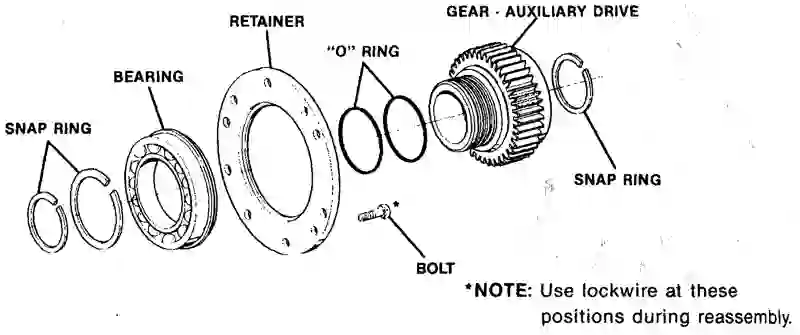 GEAR - AUXILIARY DRIVE
RETAINER
"O" RING
BEARING
SNAP RING
SNAP RING
*
BOLT
*NOTE: Use lockwire at these
positions during reassembly.